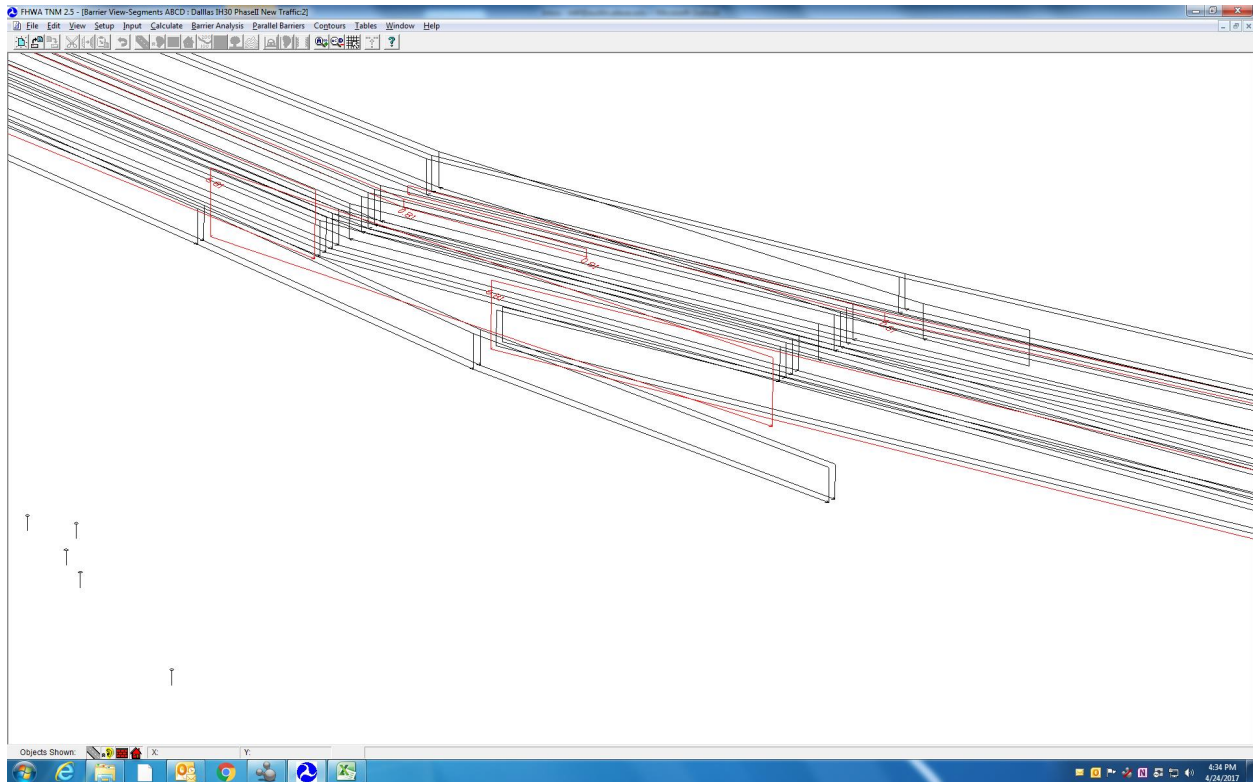 FHWA TNM 2.5 - [Barrier View-Segments ABCD : Dalllas IH30 PhaseII New Traffic:2]
File Edit View Setup Input Calculate Barrier Analysis Parallel Barriers Contours Tables Window Help
Objects Shown: X: Y:
4:34 PM
4/24/2017